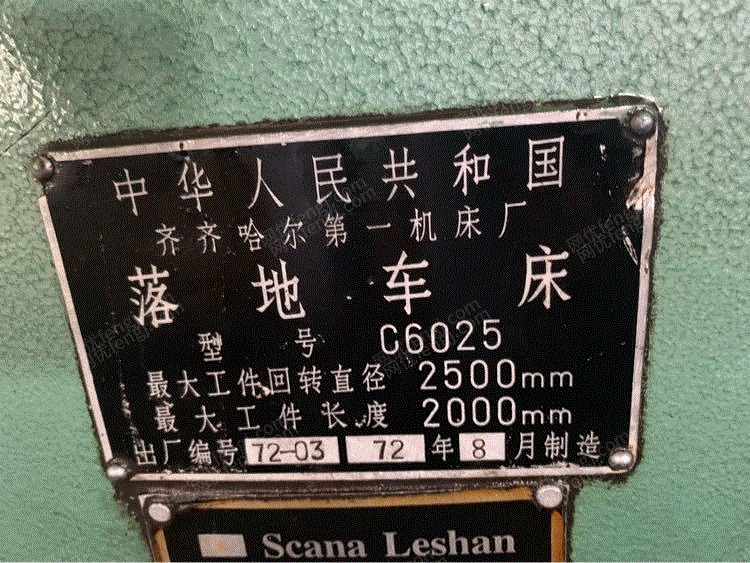 中华人民共和国
齐齐哈尔第一机床厂
落地车床
型号 C6025
最大工件回转直径 2500mm
最大工件长度 2000mm
出厂编号 72-03 72 年 8 月制造
Scana Leshan